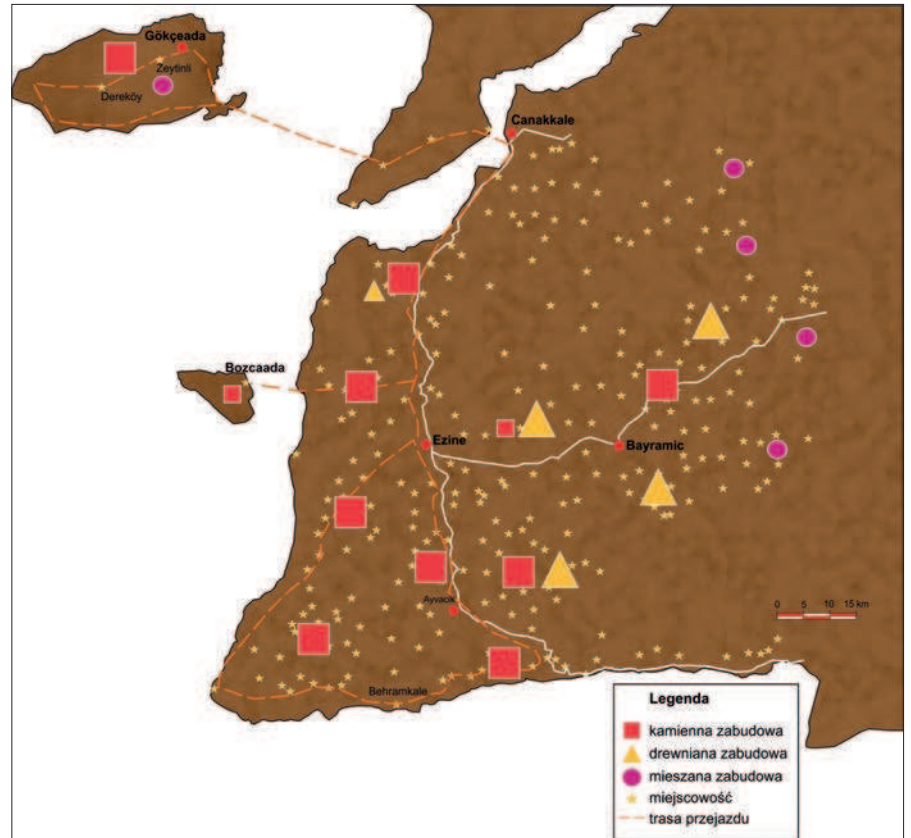 Gökçeada
Zeytinli
Dereköy
Canakkale
Bozcaada
Ezine
Bayramic
Ayvacik
Behramkale
0 5 10 15 km
Legenda
kamienna zabudowa
drewniana zabudowa
mieszana zabudowa
miejscowość
trasa przejazdu